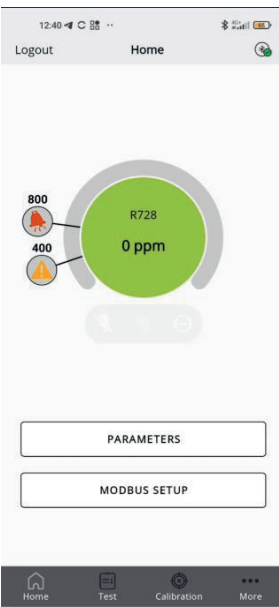 12:40
Logout
Home
800
R728
400
0 ppm
PARAMETERS
MODBUS SETUP
Home
Test
Calibration
More